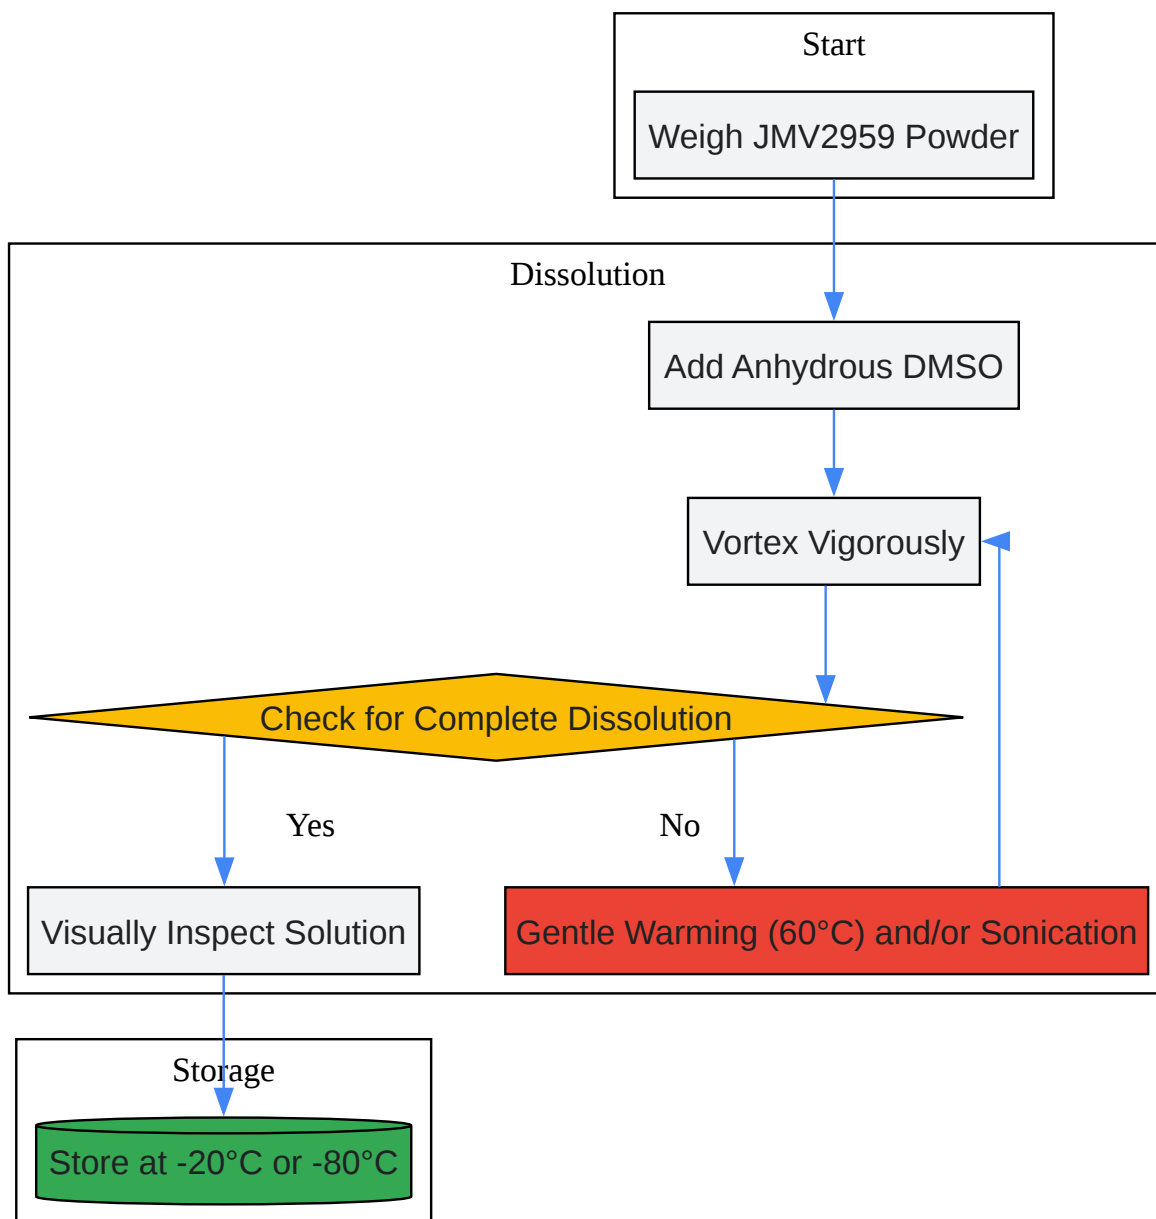 Start
Weigh JMV2959 Powder
Dissolution
Add Anhydrous DMSO
Vortex Vigorously
Check for Complete Dissolution
Yes
No
Visually Inspect Solution
Gentle Warming (60°C) and/or Sonication
Storage
Store at -20°C or -80°C